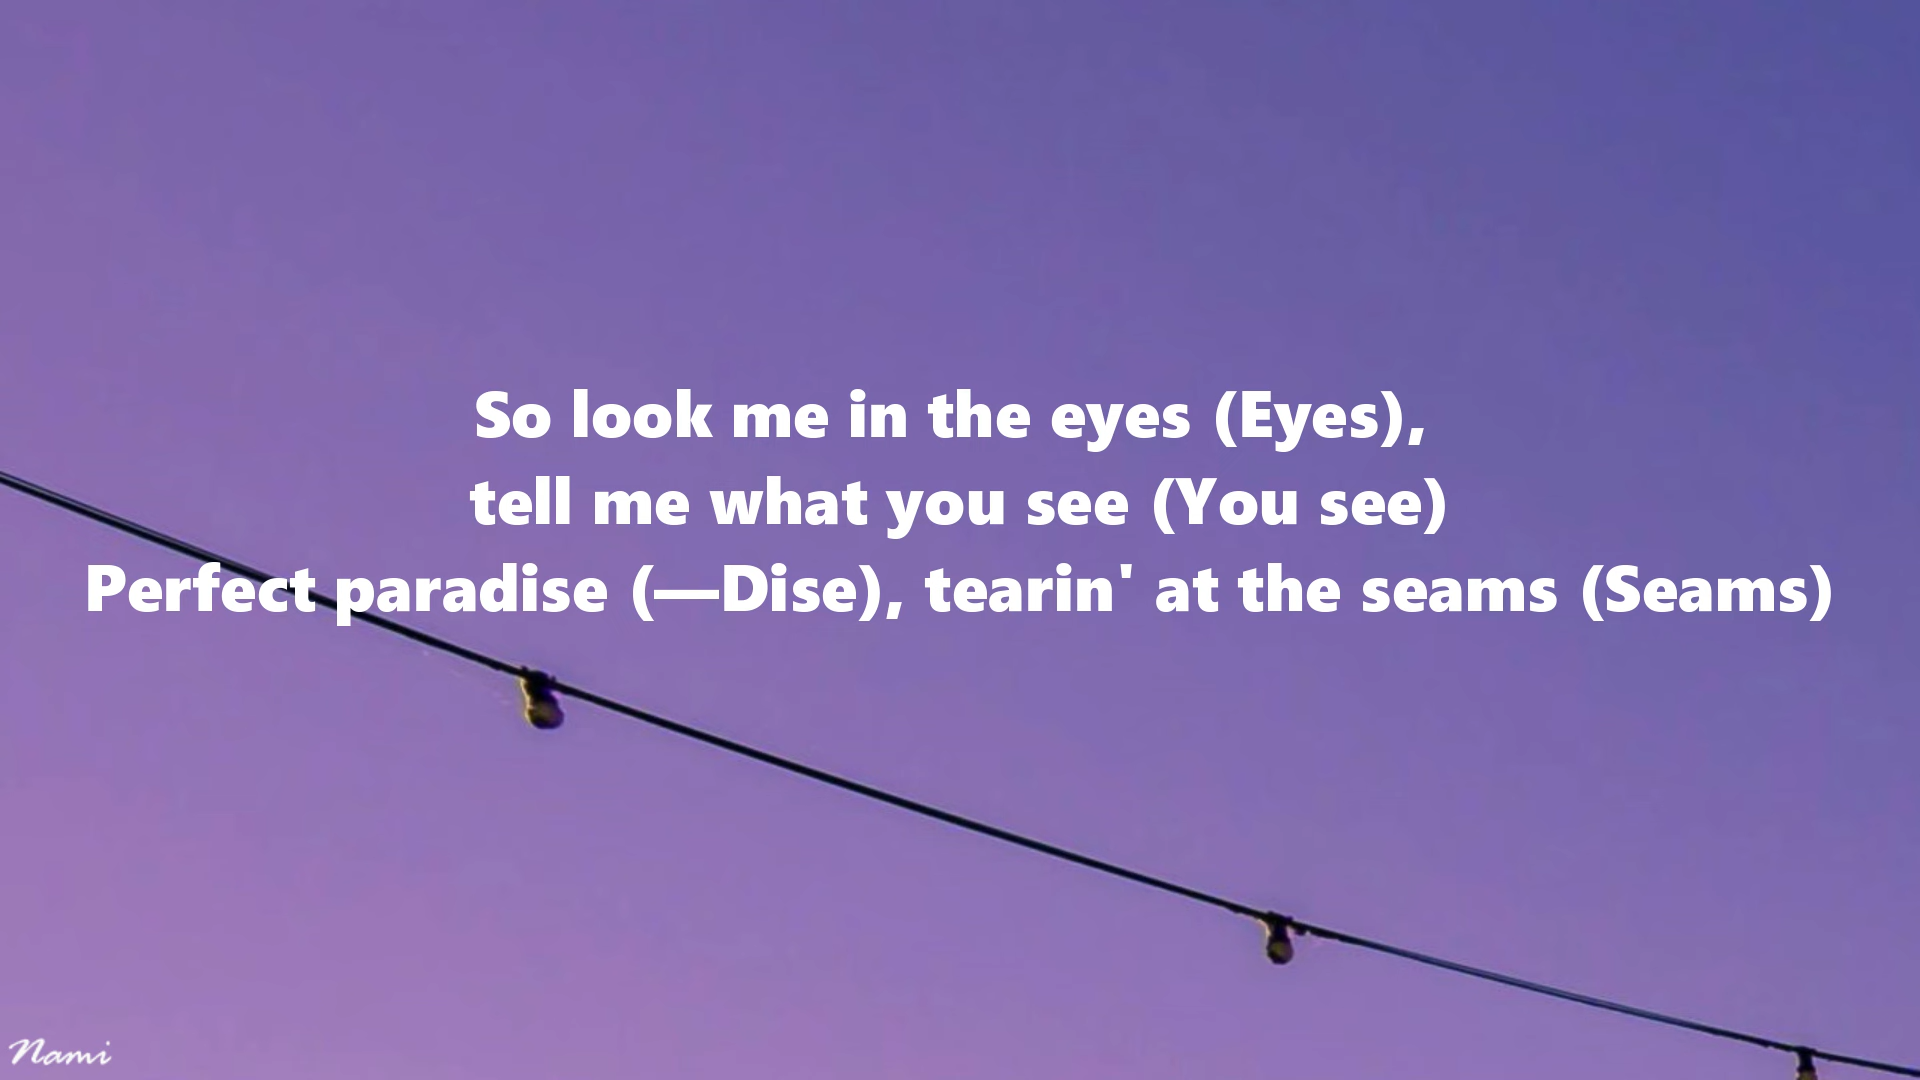 So look me in the eyes (Eyes),
tell me what you see (You see)
Perfect paradise (—Dise), tearin' at the seams (Seams)
Nami